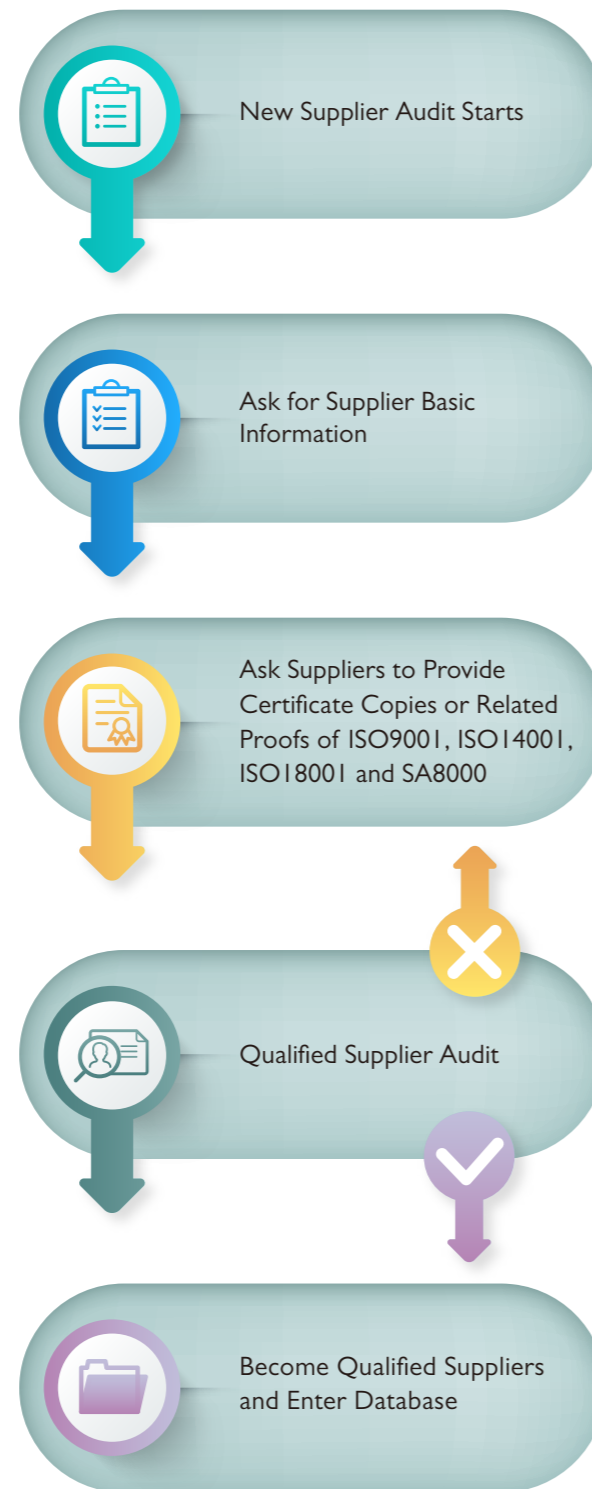 New Supplier Audit Starts
Ask for Supplier Basic
Information
Ask Suppliers to Provide
Certificate Copies or Related
Proofs of ISO9001, ISO14001,
ISO18001 and SA8000
Qualified Supplier Audit
Become Qualified Suppliers
and Enter Database